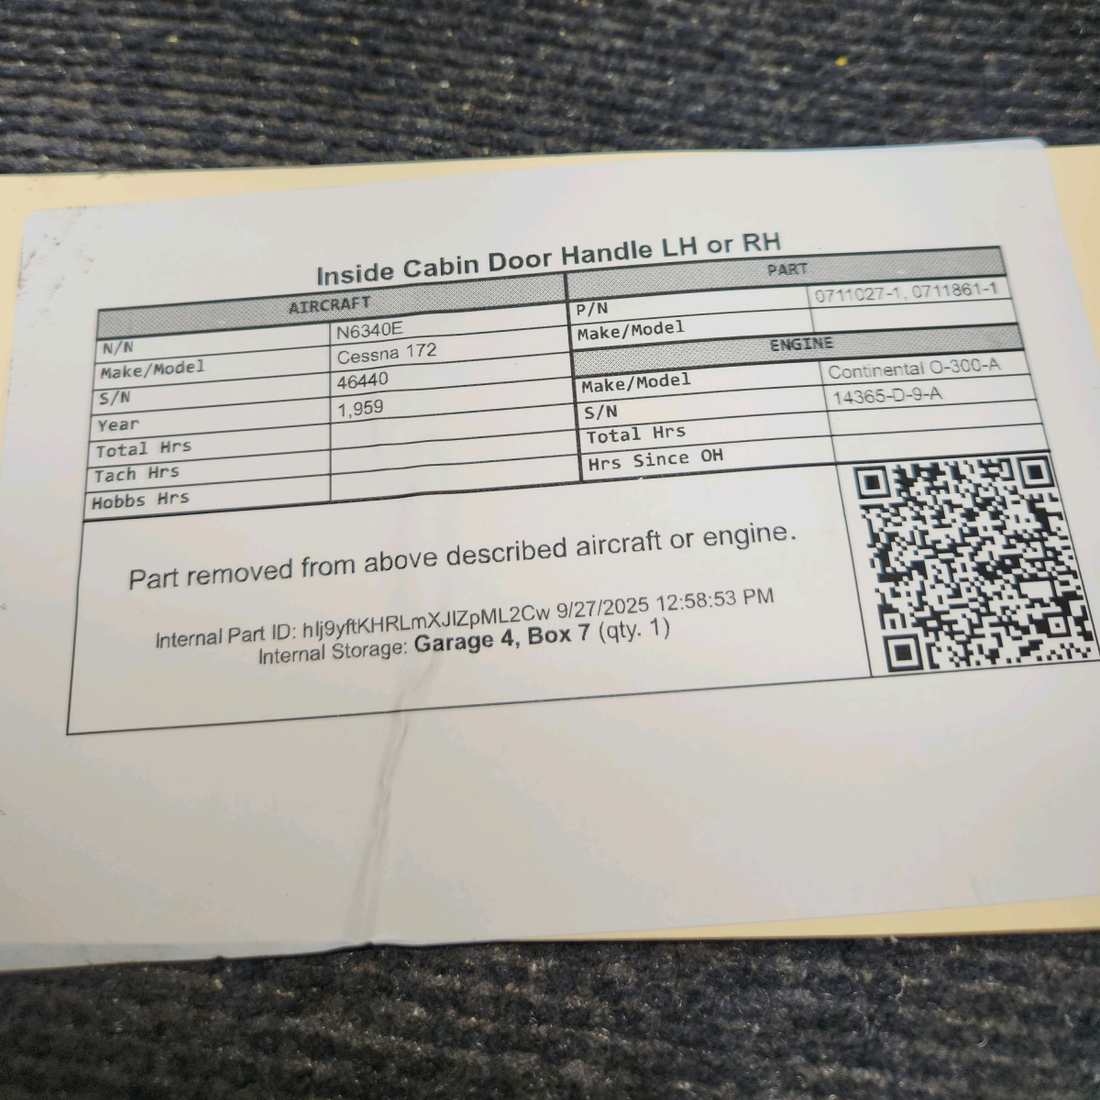 Inside Cabin Door Handle LH or RH
AIRCRAFT
N/N N6340E
Make/Model Cessna 172
S/N 46440
Year 1,959
Total Hrs
Tach Hrs
Hobbs Hrs
PART
P/N 0711027-1, 0711861-1
Make/Model
ENGINE
Make/Model Continental O-300-A
S/N 14365-D-9-A
Total Hrs
Hrs Since OH
Part removed from above described aircraft or engine.
Internal Part ID: hIj9yftKHRLmXJIZpML2Cw 9/27/2025 12:58:53 PM
Internal Storage: Garage 4, Box 7 (qty. 1)